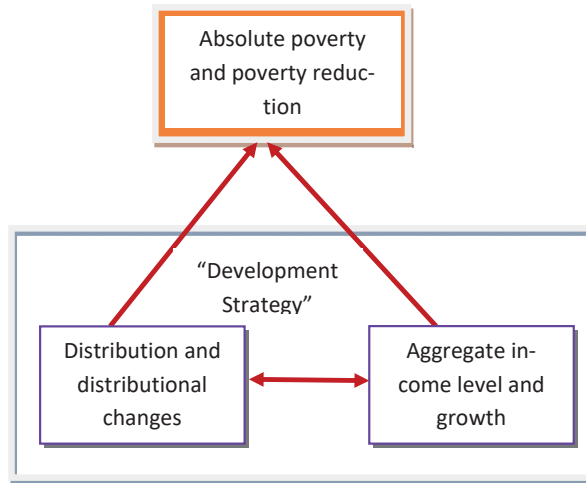 Absolute poverty
and poverty reduc-
tion
“Development
Strategy”
Distribution and
distributional
changes
Aggregate in-
come level and
growth